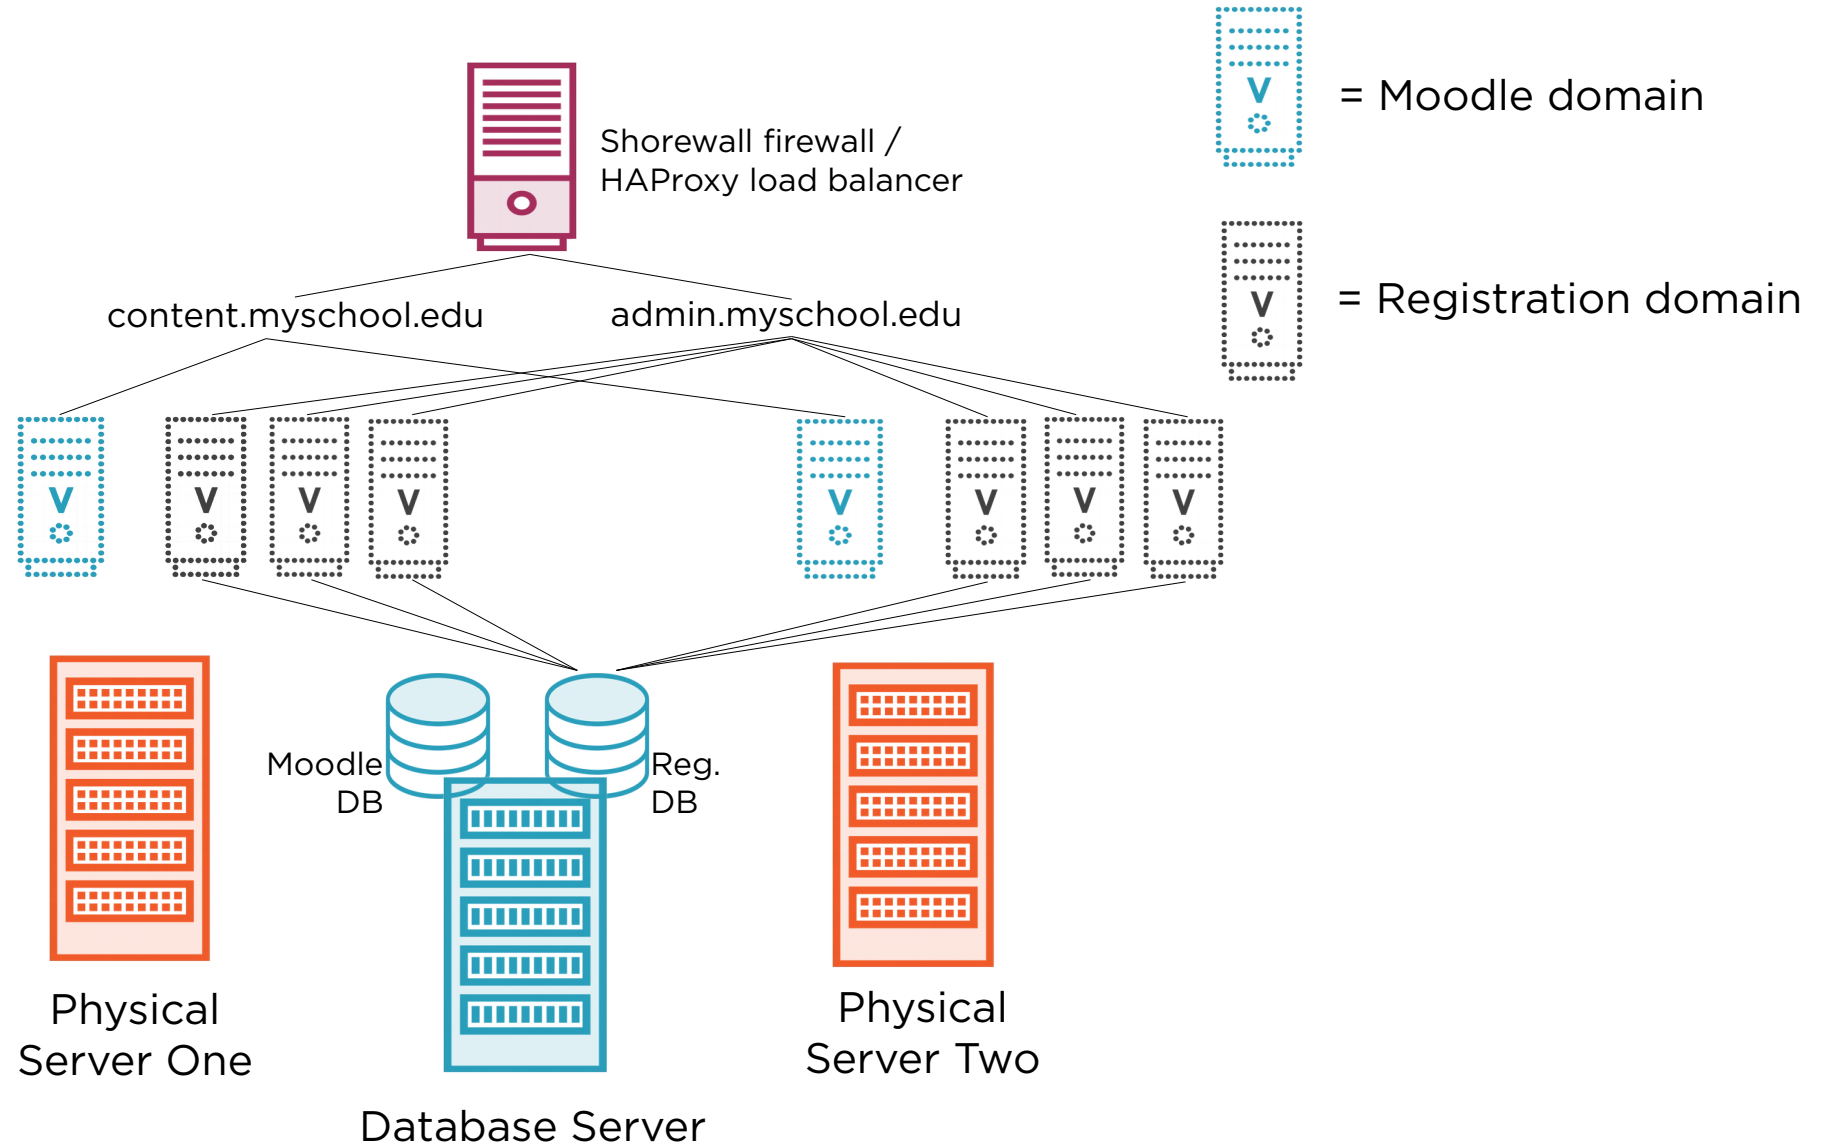 = Moodle domain
Shorewall firewall /
HAProxy load balancer
V
= Registration domain
V
content.myschool.edu
admin.myschool.edu
V
V
V
V
V
V
V
V
Moodle
DB
Reg.
DB
Physical
Server One
Physical
Server Two
Database Server